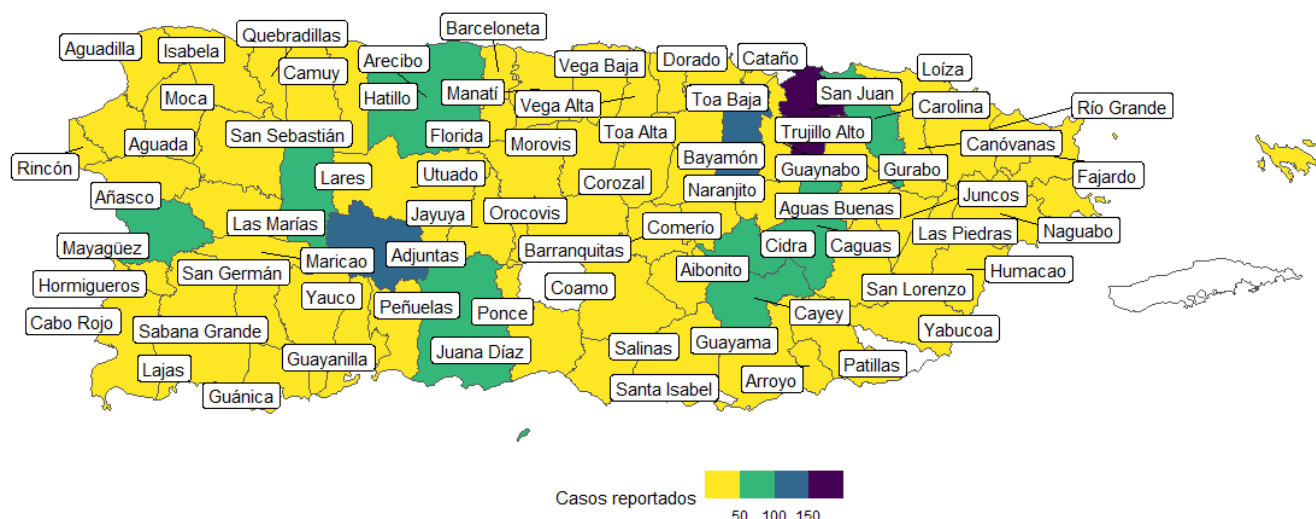 Barceloneta
Quebradillas
Aguadilla
Isabela
Arecibo
Vega Baja
Dorado
Cataño
Camuy
Loíza
Moca
Hatillo
Manatí
Vega Alta
Toa Baja
San Juan
Carolina
Río Grande
San Sebastián
Florida
Toa Alta
Trujillo Alto
Aguada
Morovis
Canóvanas
Rincón
Bayamón
Guaynabo
Gurabo
Fajardo
Lares
Utuado
Corozal
Naranjito
Añasco
Juncos
Jayuya
Orocovis
Aguas Buenas
Las Marías
Comerío
Las Piedras
Naguabo
Mayagüez
Barranquitas
Cidra
Caguas
Maricao
Adjuntas
San Germán
Aibonito
Humacao
Hormigueros
Coamo
San Lorenzo
Yauco
Peñuelas
Ponce
Cayey
Cabo Rojo
Sabana Grande
Yabucoa
Salinas
Guayama
Guayanilla
Juana Díaz
Lajas
Patillas
Arroyo
Santa Isabel
Guánica
Casos reportados
50 100 150